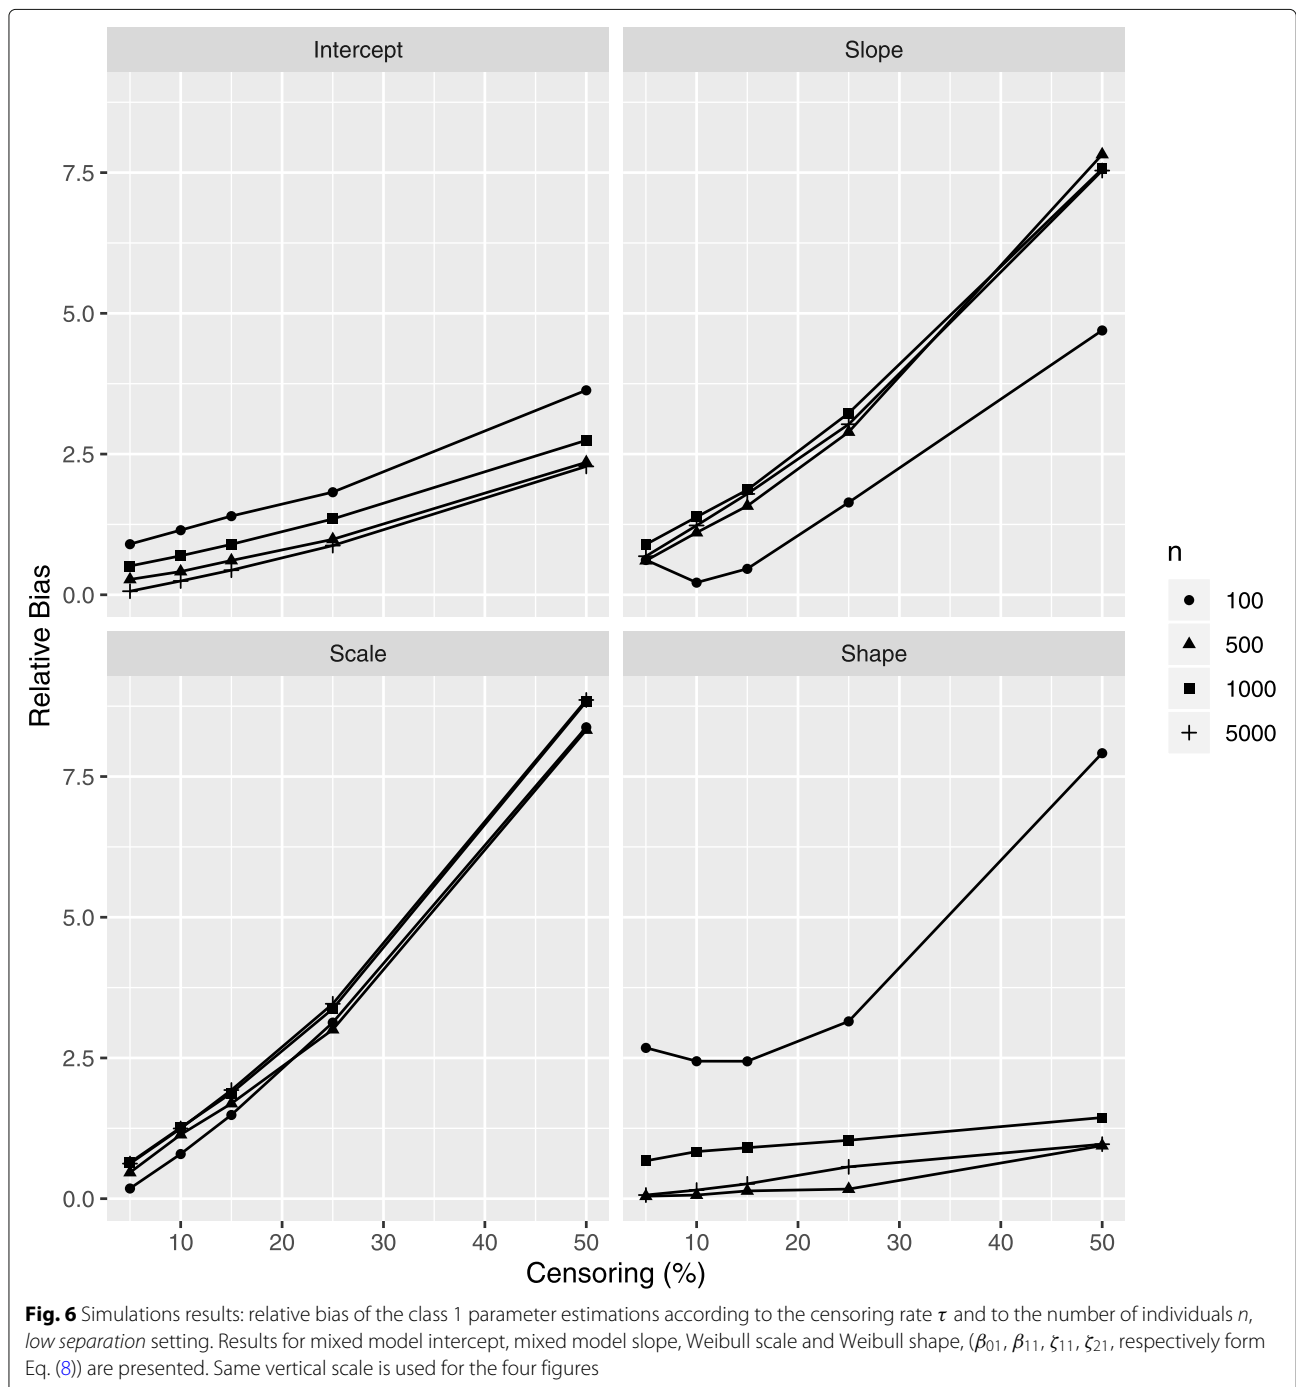 Intercept
Slope
7.5
5.0
2.5
0.0
Scale
Shape
7.5
5.0
2.5
0.0
10 20 30 40 50
10 20 30 40 50
Relative Bias
Censoring (%)
n
100
500
1000
5000
Fig. 6 Simulations results: relative bias of the class 1 parameter estimations according to the censoring rate τ and to the number of individuals n,
low separation setting. Results for mixed model intercept, mixed model slope, Weibull scale and Weibull shape, (β01, β11, ζ11, ζ21, respectively form
Eq. (8)) are presented. Same vertical scale is used for the four figures